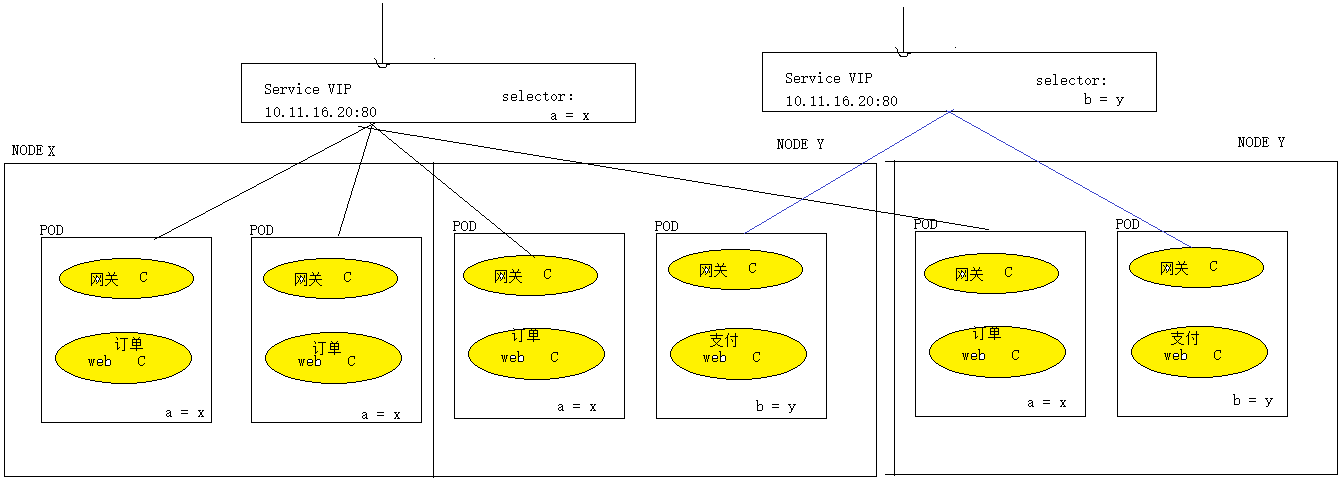 Service VIP
10.11.16.20:80
selector:
a = x
Service VIP
10.11.16.20:80
selector:
b = y
NODE X
NODE Y
NODE Y
POD
网关 C
订单
web C
a = x
POD
网关 C
订单
web C
a = x
POD
网关 C
订单
web C
a = x
POD
网关 C
支付
web C
b = y
POD
网关 C
订单
web C
a = x
POD
网关 C
支付
web C
b = y